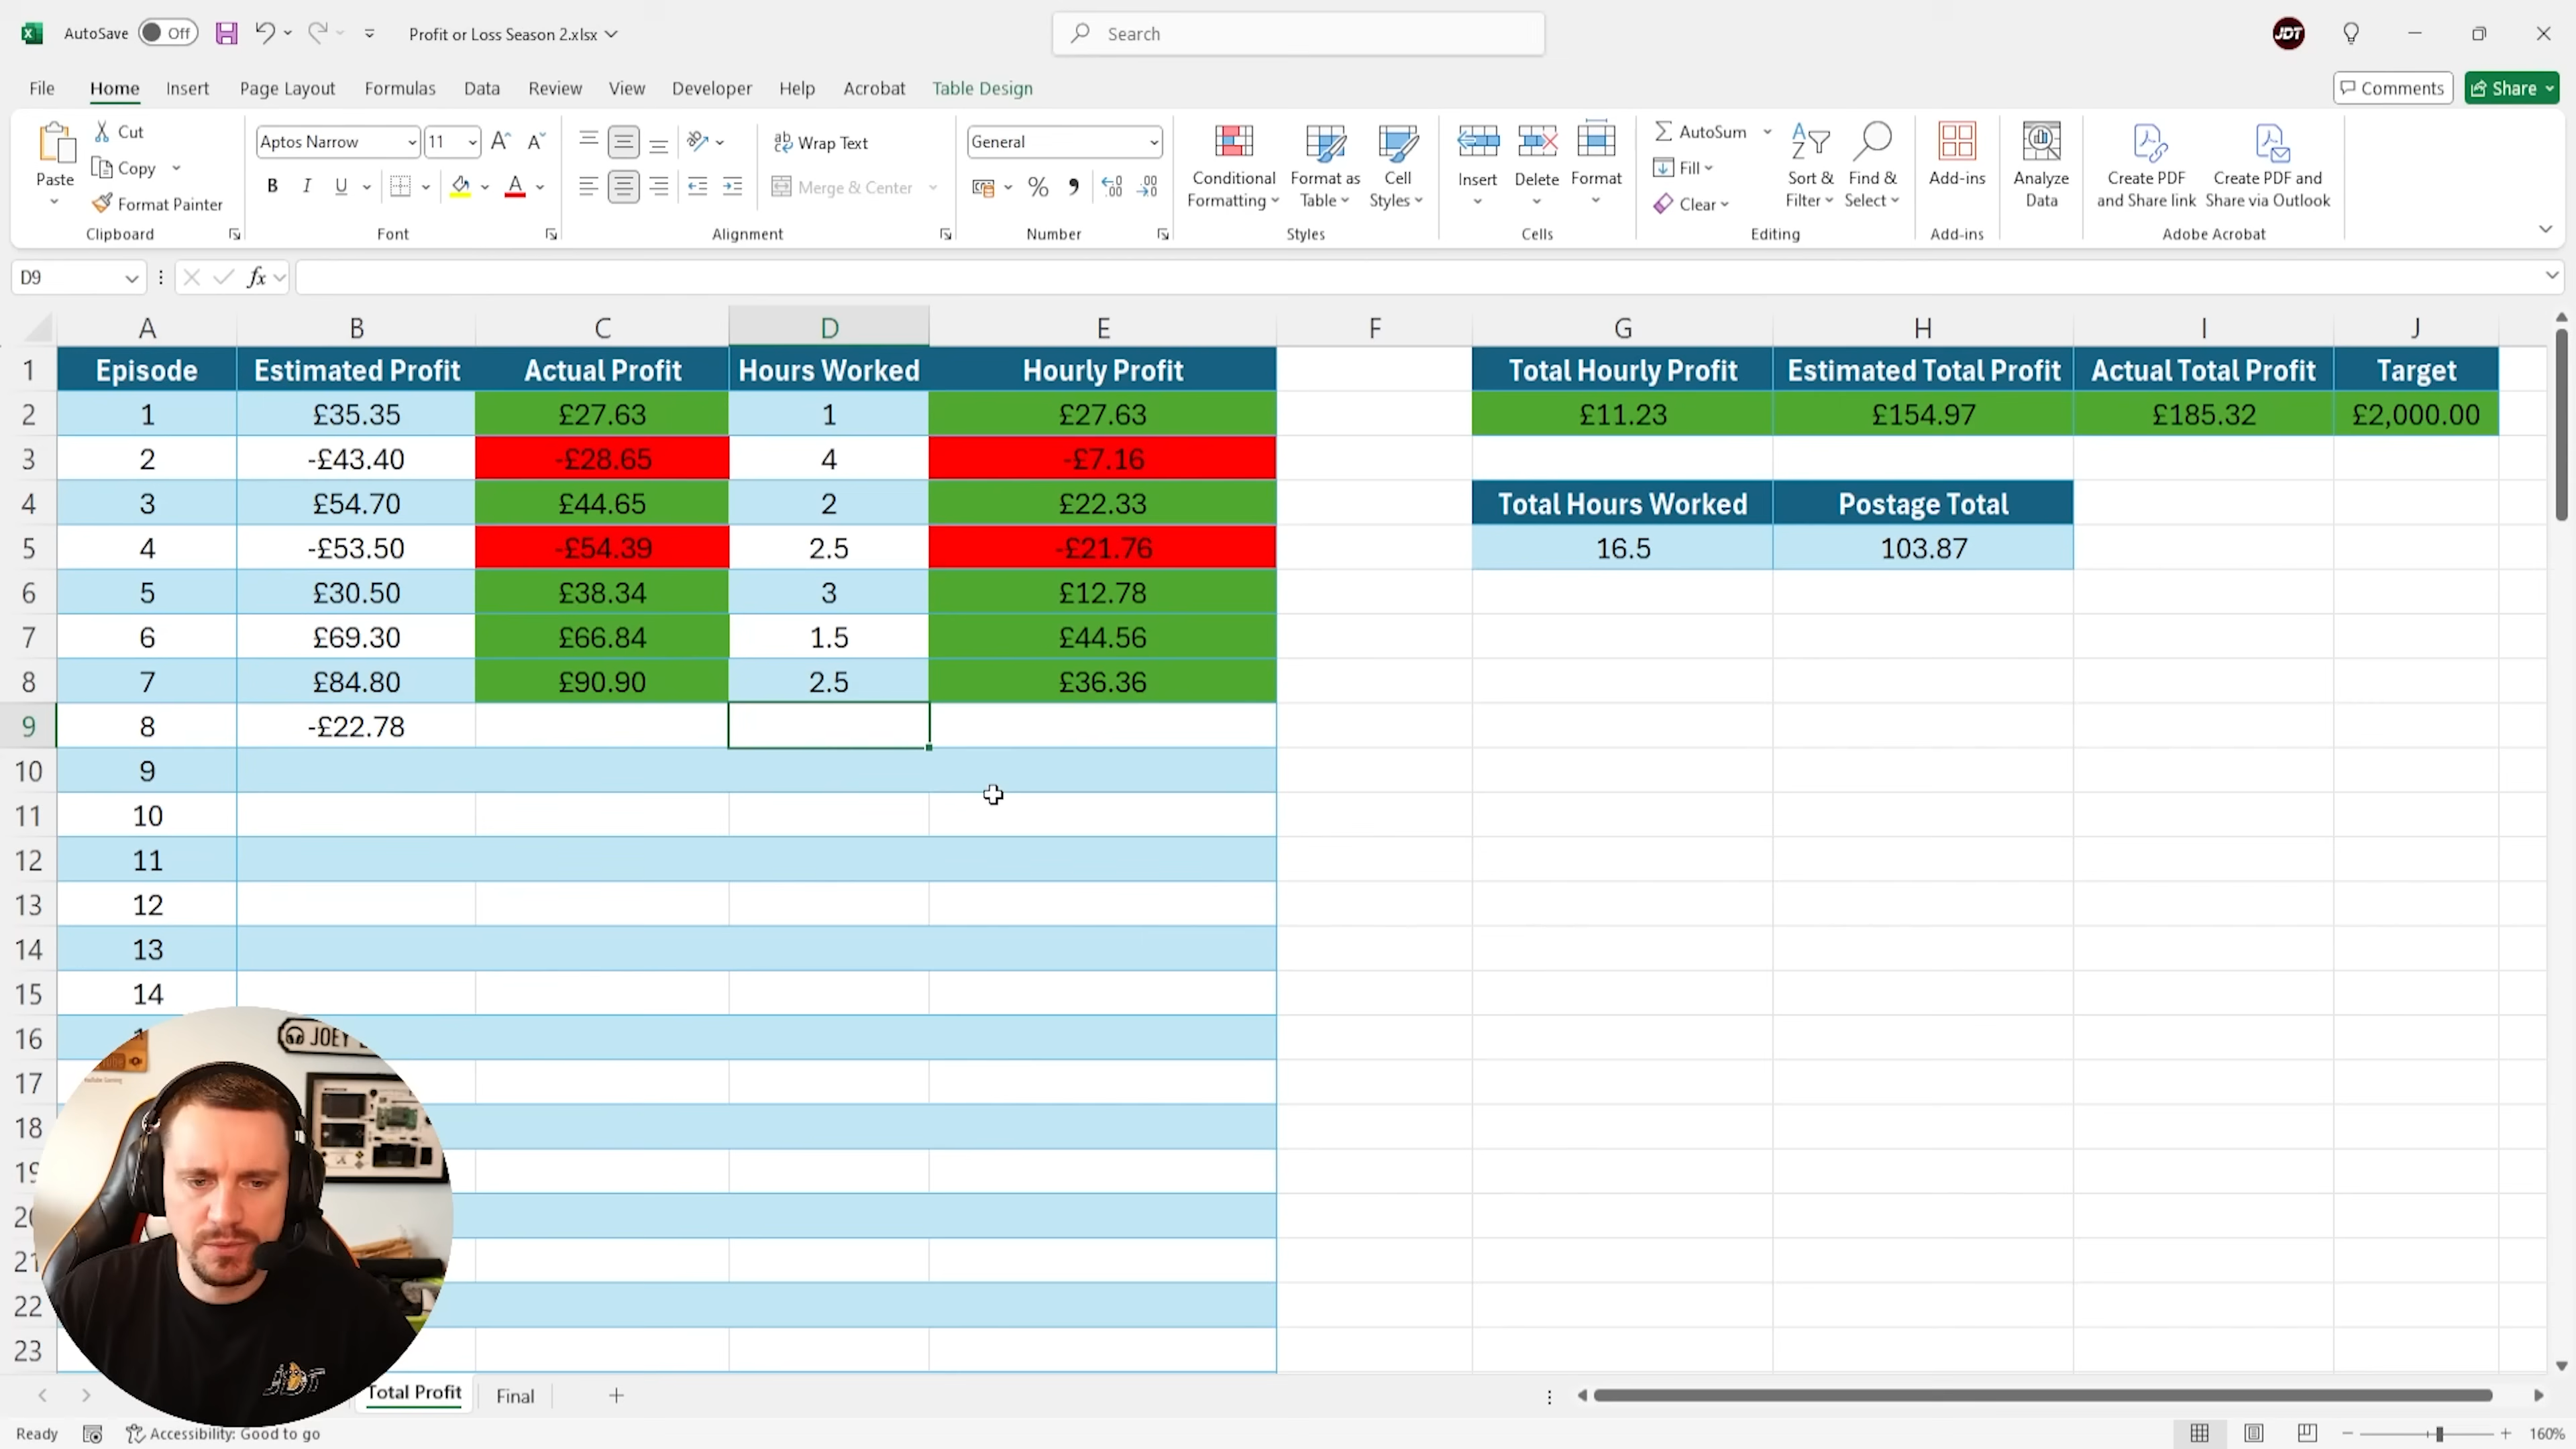 AutoSave Off Profit or Loss Season 2.xlsx Search JDT
File Home Insert Page Layout Formulas Data Review View Developer Help Acrobat Table Design Comments Share
Paste Cut Copy Format Painter Clipboard
Aptos Narrow 11 B I U A Font
ab Wrap Text Merge & Center Alignment
General % Number
Conditional Formatting Format as Table Cell Styles Styles
Insert Delete Format Cells
AutoSum Fill Clear Sort & Filter Find & Select Editing
Add-ins Add-ins
Analyze Data
Create PDF and Share link Create PDF and Share via Outlook Adobe Acrobat
D9 fx
A B C D E F G H I J
1 Episode Estimated Profit Actual Profit Hours Worked Hourly Profit Total Hourly Profit Estimated Total Profit Actual Total Profit Target
2 1 £35.35 £27.63 1 £27.63 £11.23 £154.97 £185.32 £2,000.00
3 2 -£43.40 -£28.65 4 -£7.16
4 3 £54.70 £44.65 2 £22.33 Total Hours Worked Postage Total
5 4 -£53.50 -£54.39 2.5 -£21.76 16.5 103.87
6 5 £30.50 £38.34 3 £12.78
7 6 £69.30 £66.84 1.5 £44.56
8 7 £84.80 £90.90 2.5 £36.36
9 8 -£22.78
10 9
11 10
12 11
13 12
14 13
15 14
16
17
18
19
20
21
22
23
JOEY
JDT
Total Profit Final
Ready Accessibility: Good to go 160%